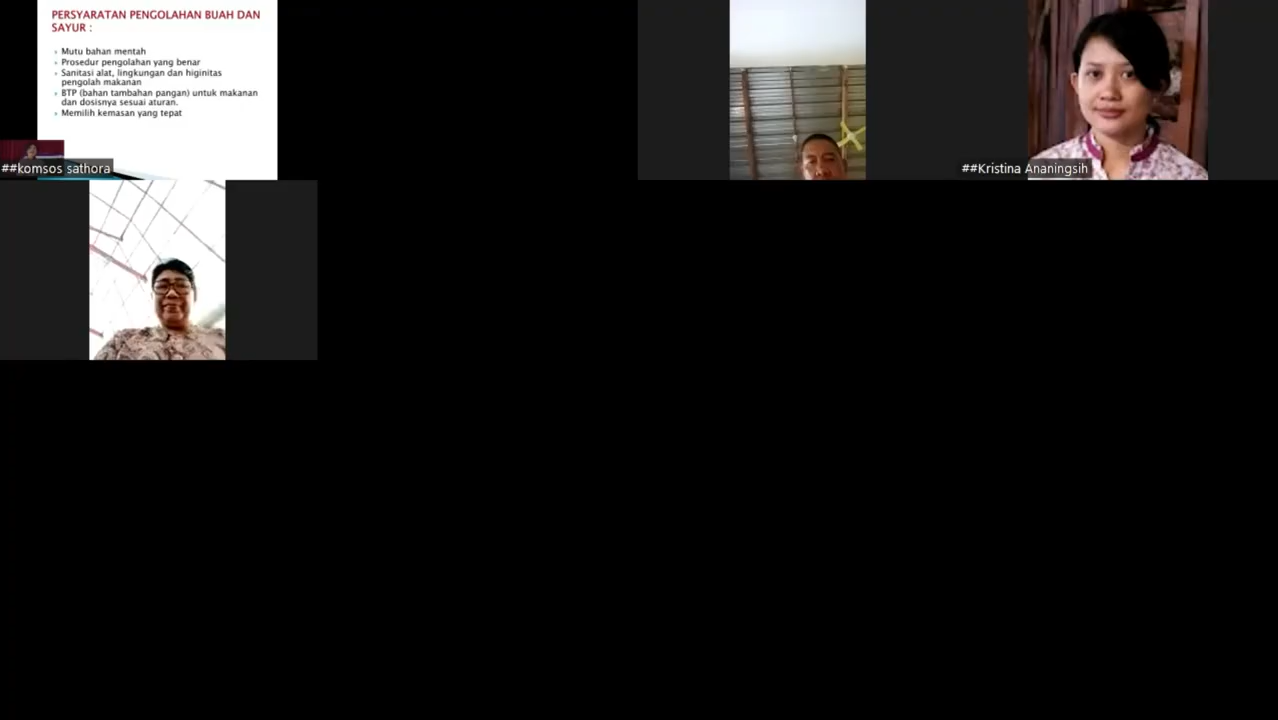 PERSYARATAN PENGOLAHAN BUAH DAN
SAYUR :
Mutu bahan mentah
Prosedur pengolahan yang benar
Sanitasi alat, lingkungan dan higinitas
pengolah makanan
BTP (bahan tambahan pangan) untuk makanan
dan dosisnya sesuai aturan.
Memilih kemasan yang tepat
##komsos sathora
##Kristina Ananingsih